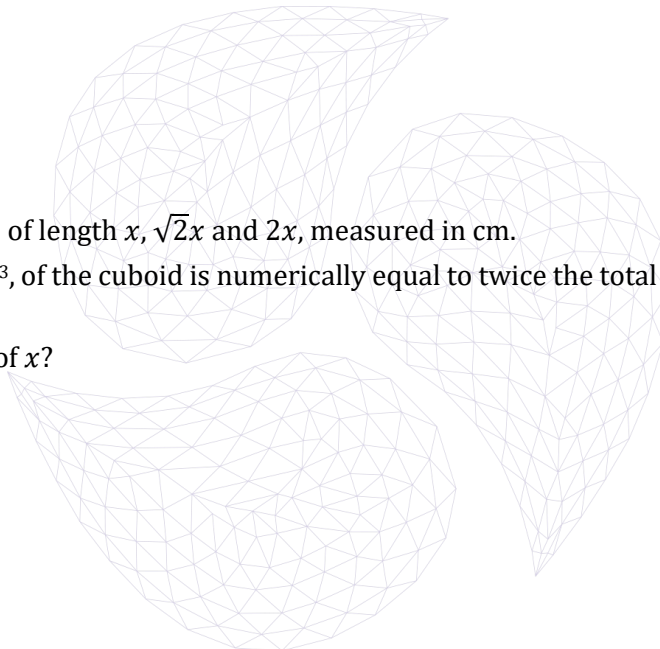 of length x, √2x and 2x, measured in cm.
³, of the cuboid is numerically equal to twice the total
of x?